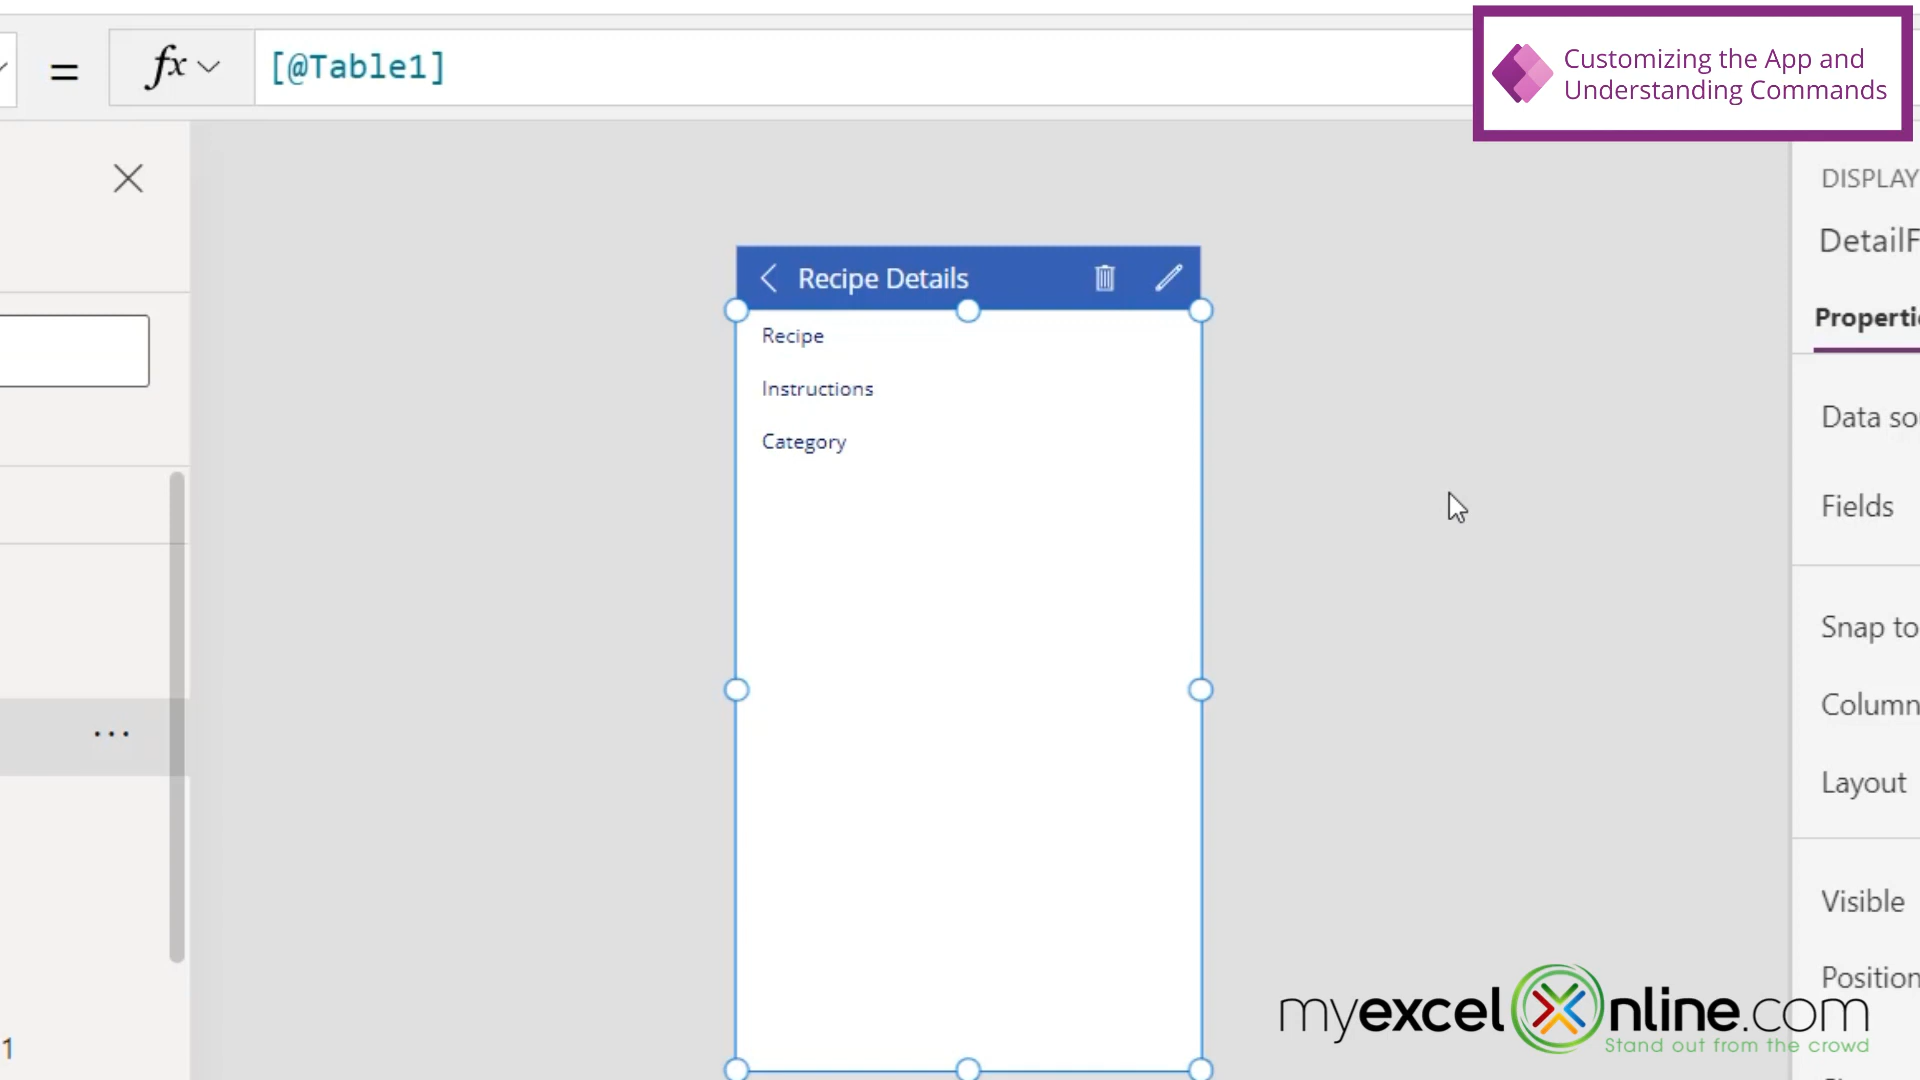 = fx [@Table1]
Customizing the App and
Understanding Commands
DISPLAY
DetailF
Recipe Details
Properti
Recipe
Instructions
Category
Data so
Fields
Snap to
Column
Layout
Visible
Position
1
myexcelonline.com
Stand out from the crowd